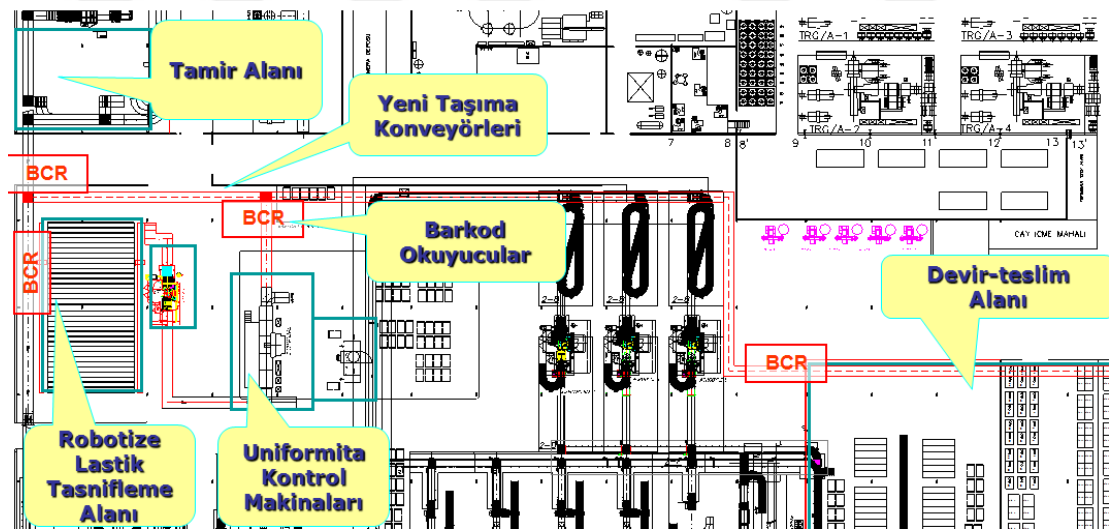 TRG/A-1
TRG/A-3
Tamir Alanı
Yeni Taşıma
Konveyörleri
TRG/A-2
TRG/A-4
7
8
8'
9
10
11
12
13
13'
BCR
BCR
BCR
Barkod
Okuyucular
ÇAY İCME MAHALİ
Devir-teslim
Alanı
2-B
BCR
Robotize
Lastik
Tasnifleme
Alanı
Uniformita
Kontrol
Makinaları